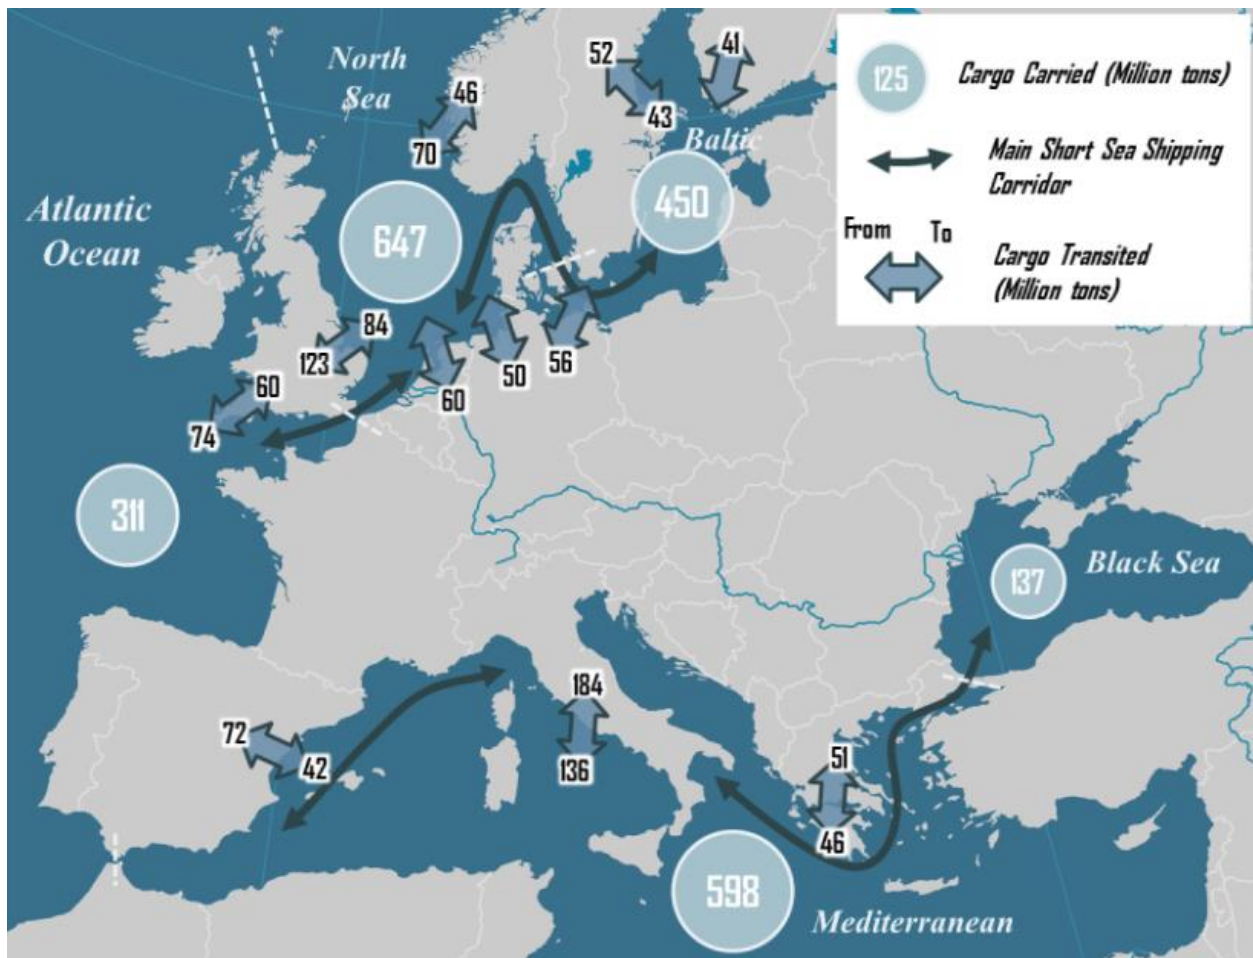 North
Sea
Atlantic
Ocean
Baltic
Black Sea
Mediterranean
46
70
52
43
41
647
450
84
123
60
74
60
50
56
311
137
72
42
184
136
51
46
598
125
Cargo Carried (Million tons)
Main Short Sea Shipping
Corridor
From To
Cargo Transited
(Million tons)